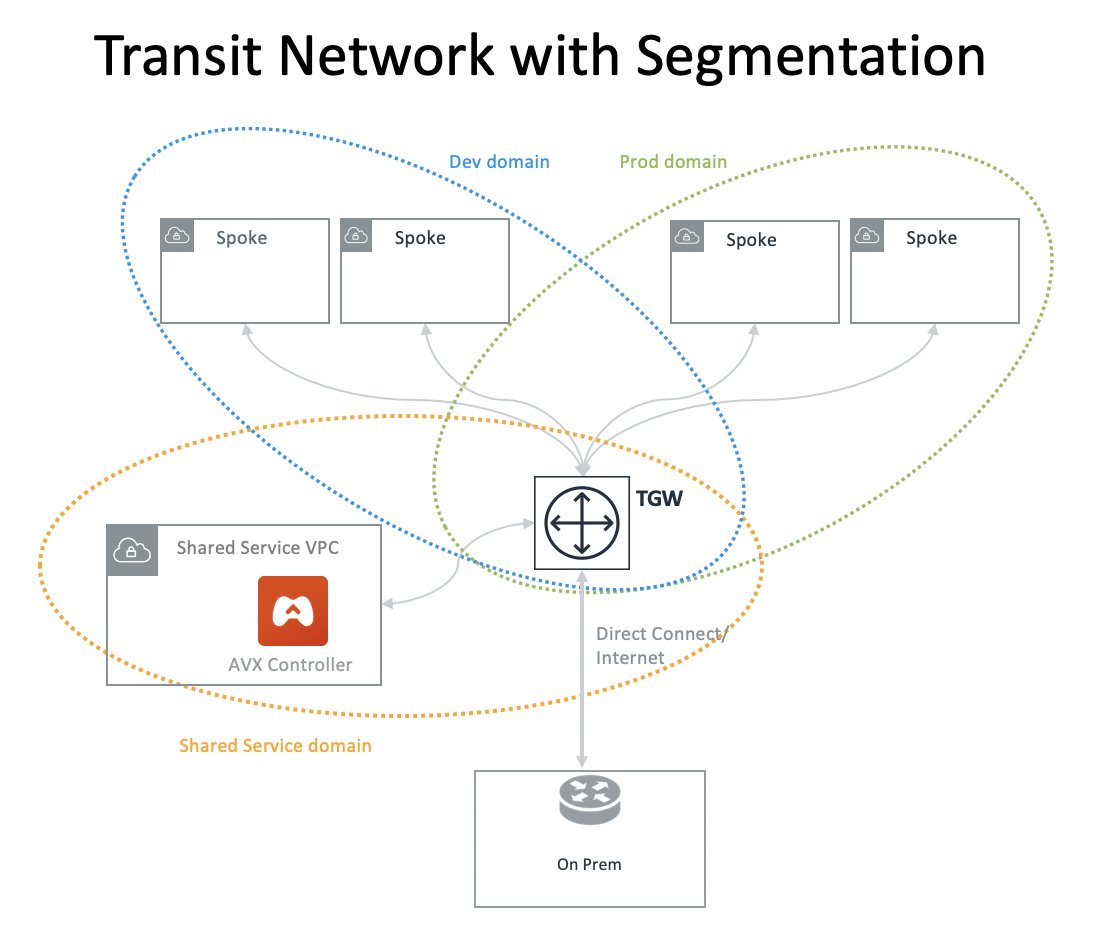 Transit Network with Segmentation
Dev domain
Prod domain
Spoke
Spoke
Spoke
Spoke
TGW
Shared Service VPC
AVX Controller
Direct Connect/
Internet
Shared Service domain
On Prem